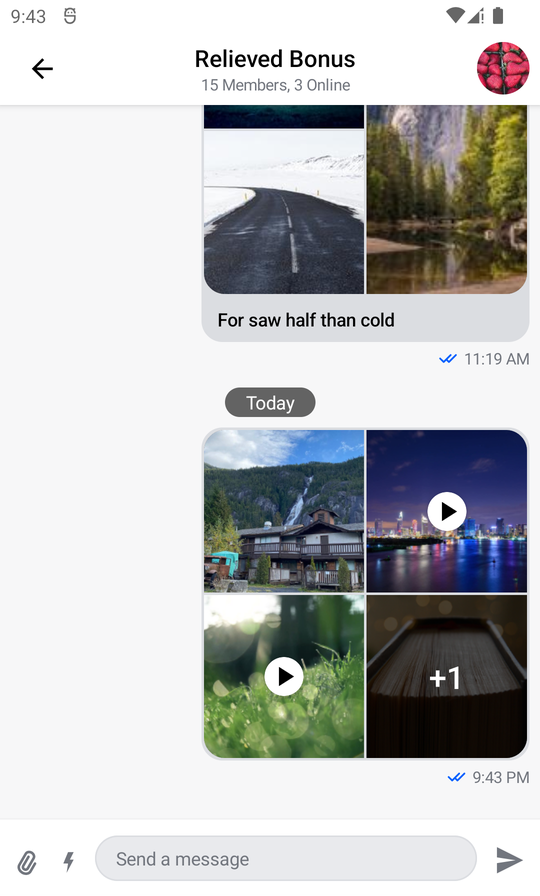 9:43
Relieved Bonus
15 Members, 3 Online
For saw half than cold
11:19 AM
Today
+1
9:43 PM
Send a message